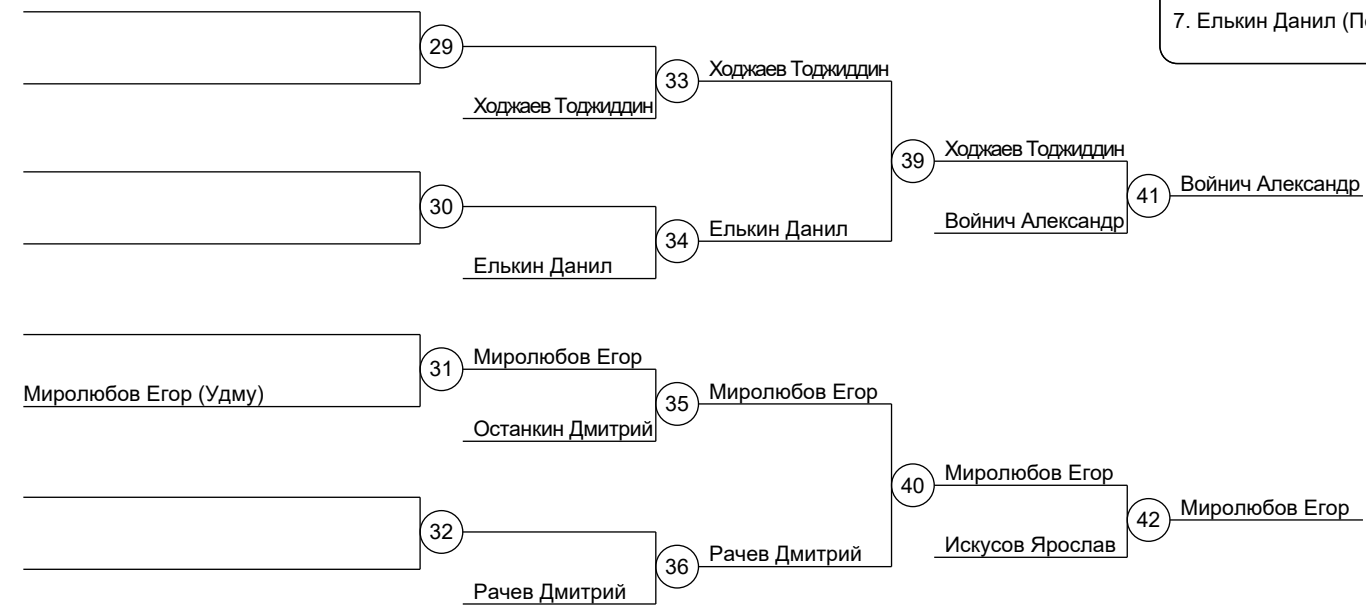 7. Елькин Данил
29
33
Ходжаев Тоджиддин
Ходжаев Тоджиддин
39
Ходжаев Тоджиддин
41
Войнич Александр
30
34
Елькин Данил
Войнич Александр
Елькин Данил
31
Миролюбов Егор
Миролюбов Егор (Удму)
35
Миролюбов Егор
Останкин Дмитрий
40
Миролюбов Егор
42
Миролюбов Егор
32
36
Рачев Дмитрий
Искусов Ярослав
Рачев Дмитрий